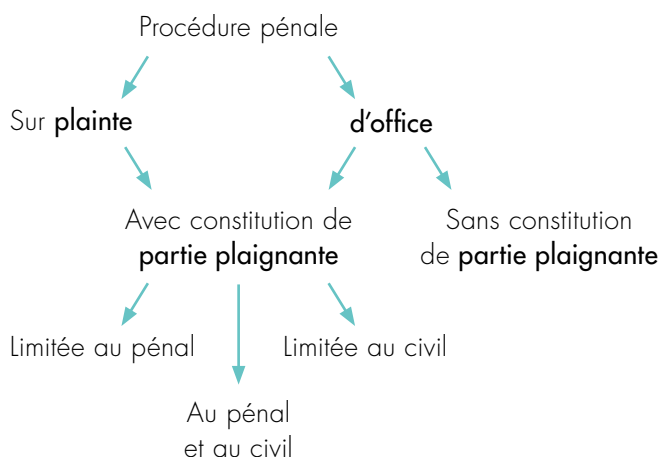 Procédure pénale
Sur plainte
d'office
Avec constitution de
partie plaignante
Sans constitution
de partie plaignante
Limitée au pénal
Limitée au civil
Au pénal
et au civil